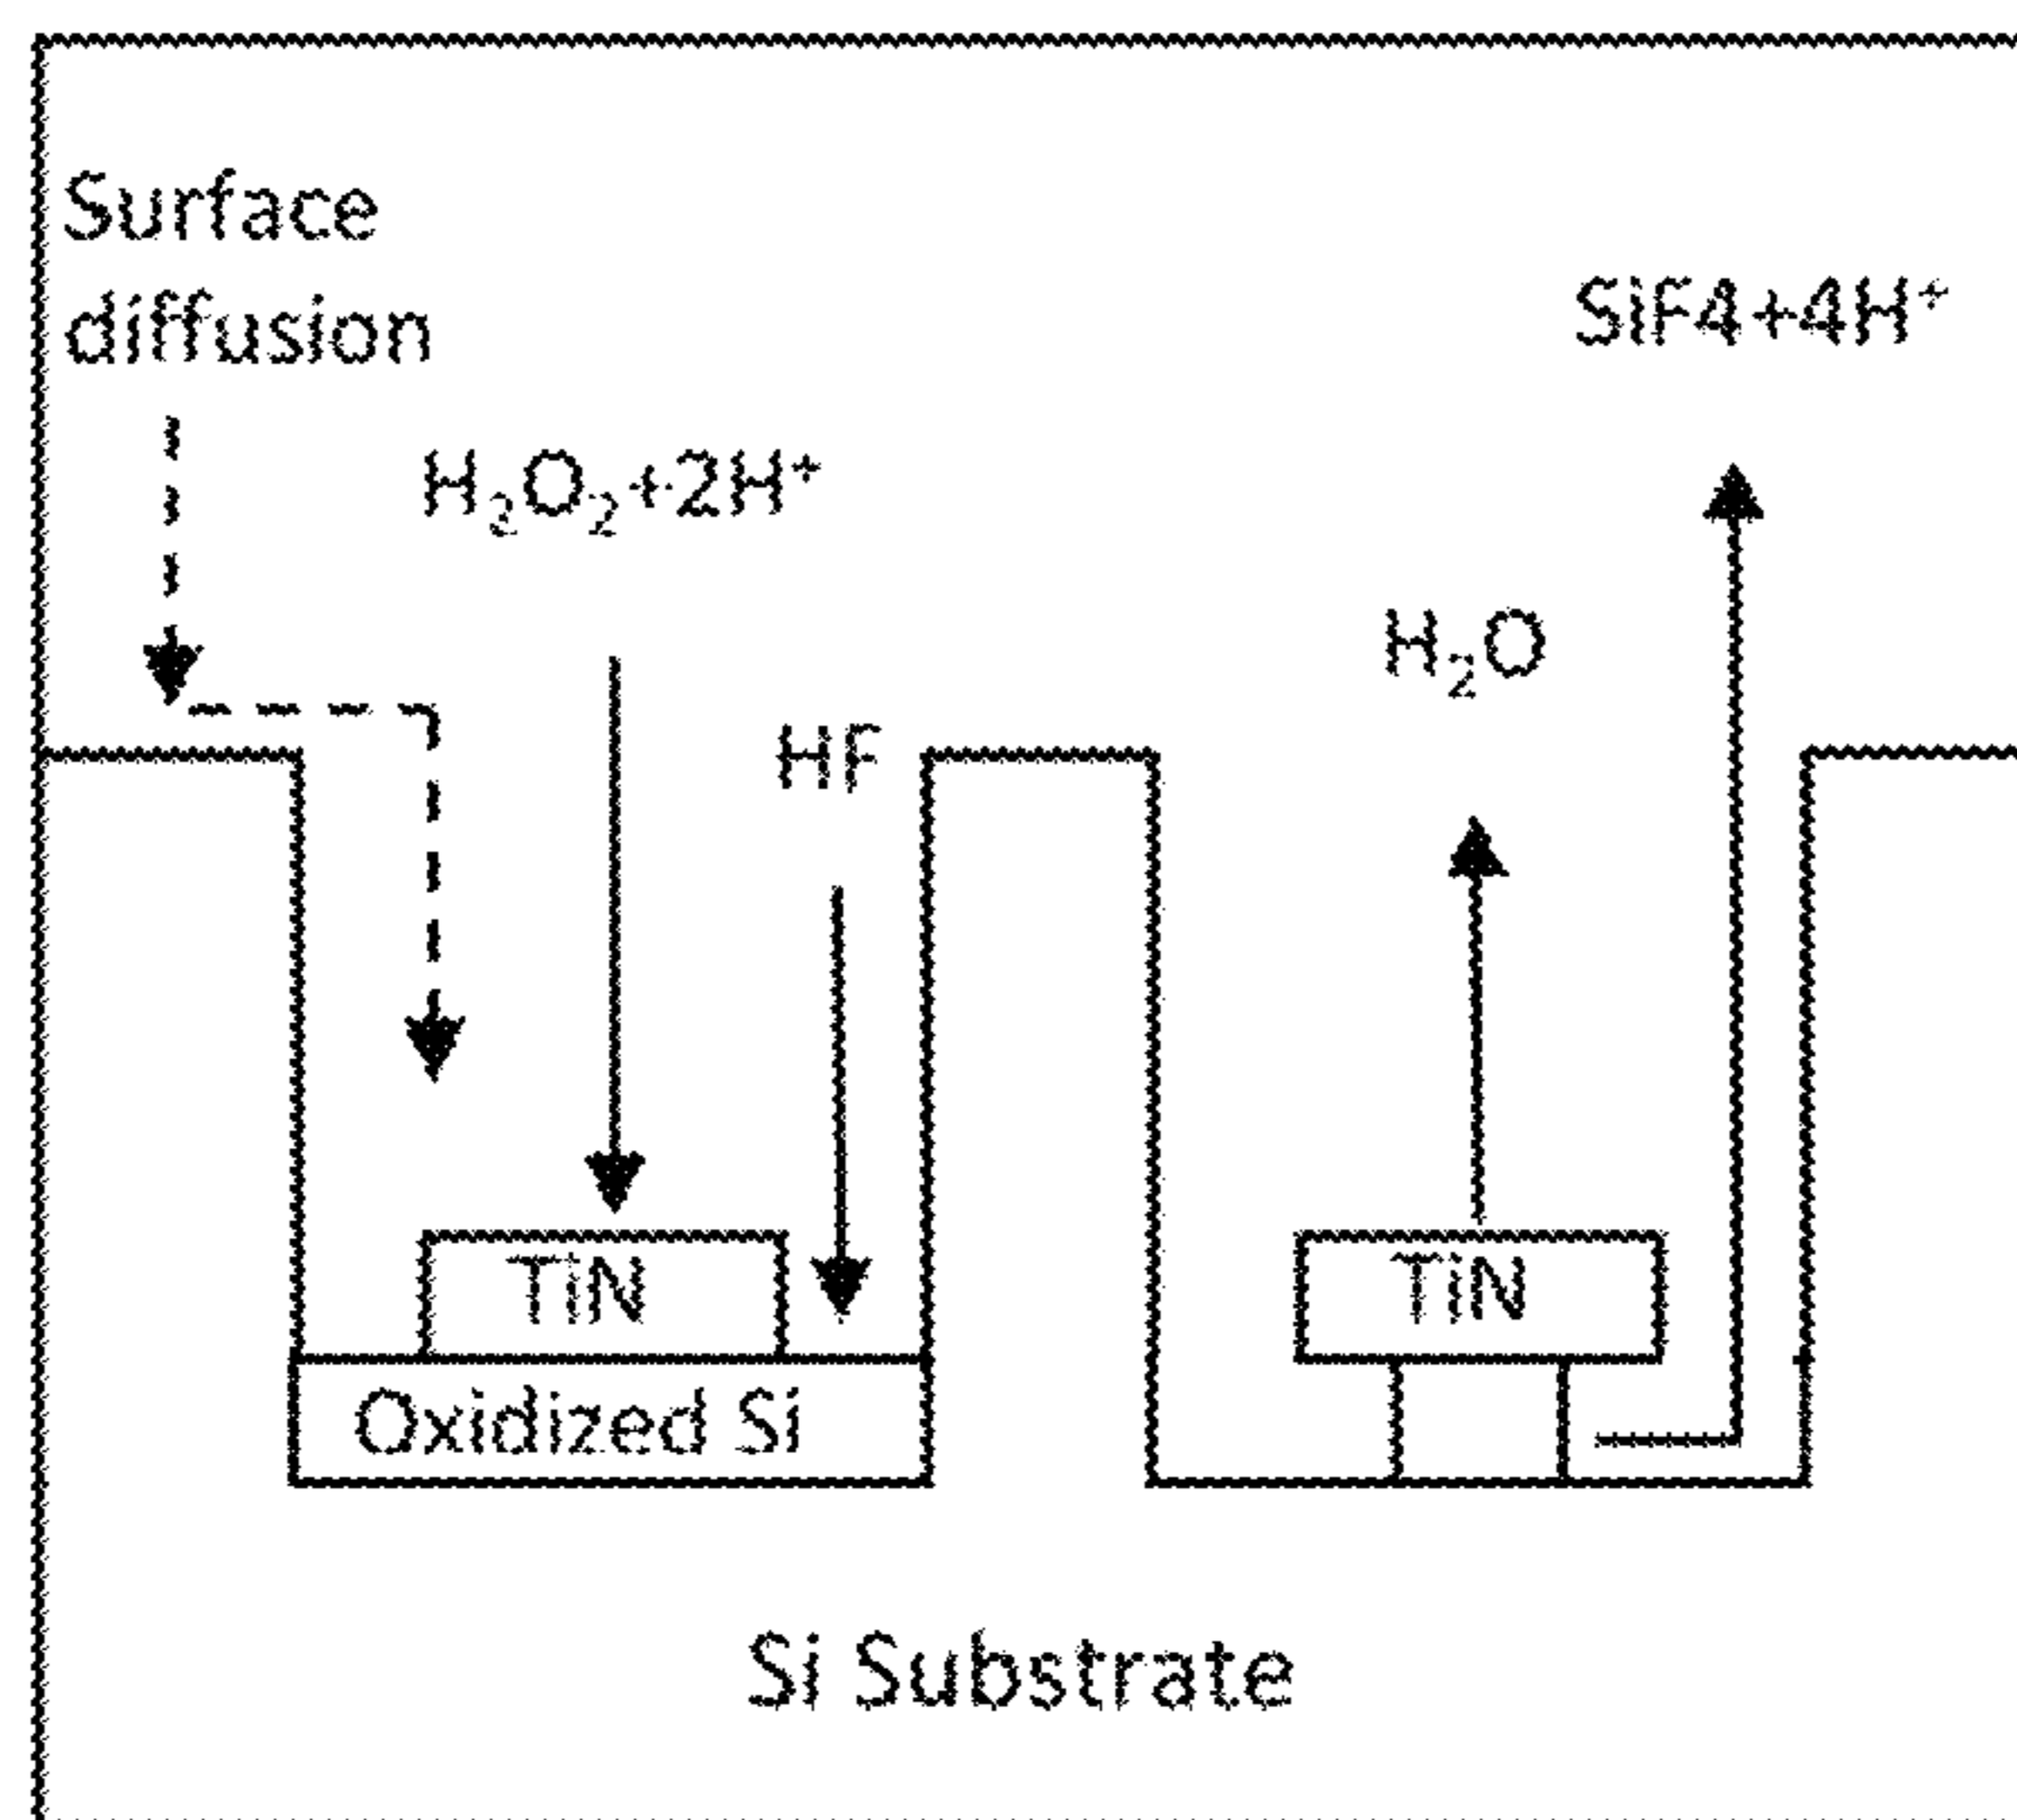 Surface
diffusion
SiF4+4H⁺
H₂O₂+2H⁺
H₂O
HF
TiN
TiN
Oxidized Si
Si Substrate